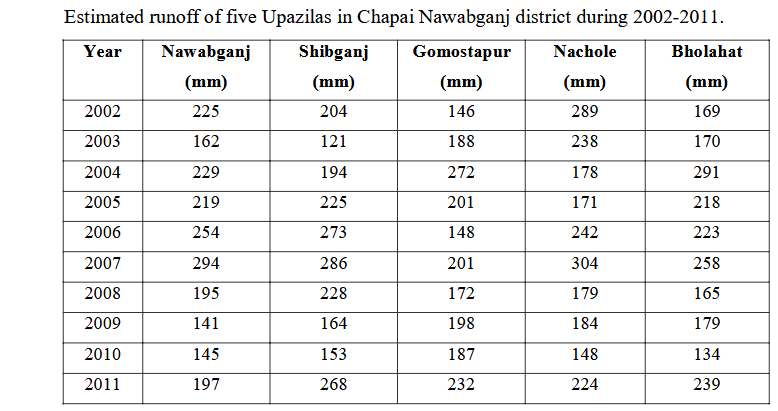 Estimated runoff of five Upazilas in Chapai Nawabganj district during 2002-2011.
Year Nawabganj Shibganj Gomostapur Nachole Bholahat
(mm) (mm) (mm) (mm) (mm)
2002 225 204 146 289 169
2003 162 121 188 238 170
2004 229 194 272 178 291
2005 219 225 201 171 218
2006 254 273 148 242 223
2007 294 286 201 304 258
2008 195 228 172 179 165
2009 141 164 198 184 179
2010 145 153 187 148 134
2011 197 268 232 224 239